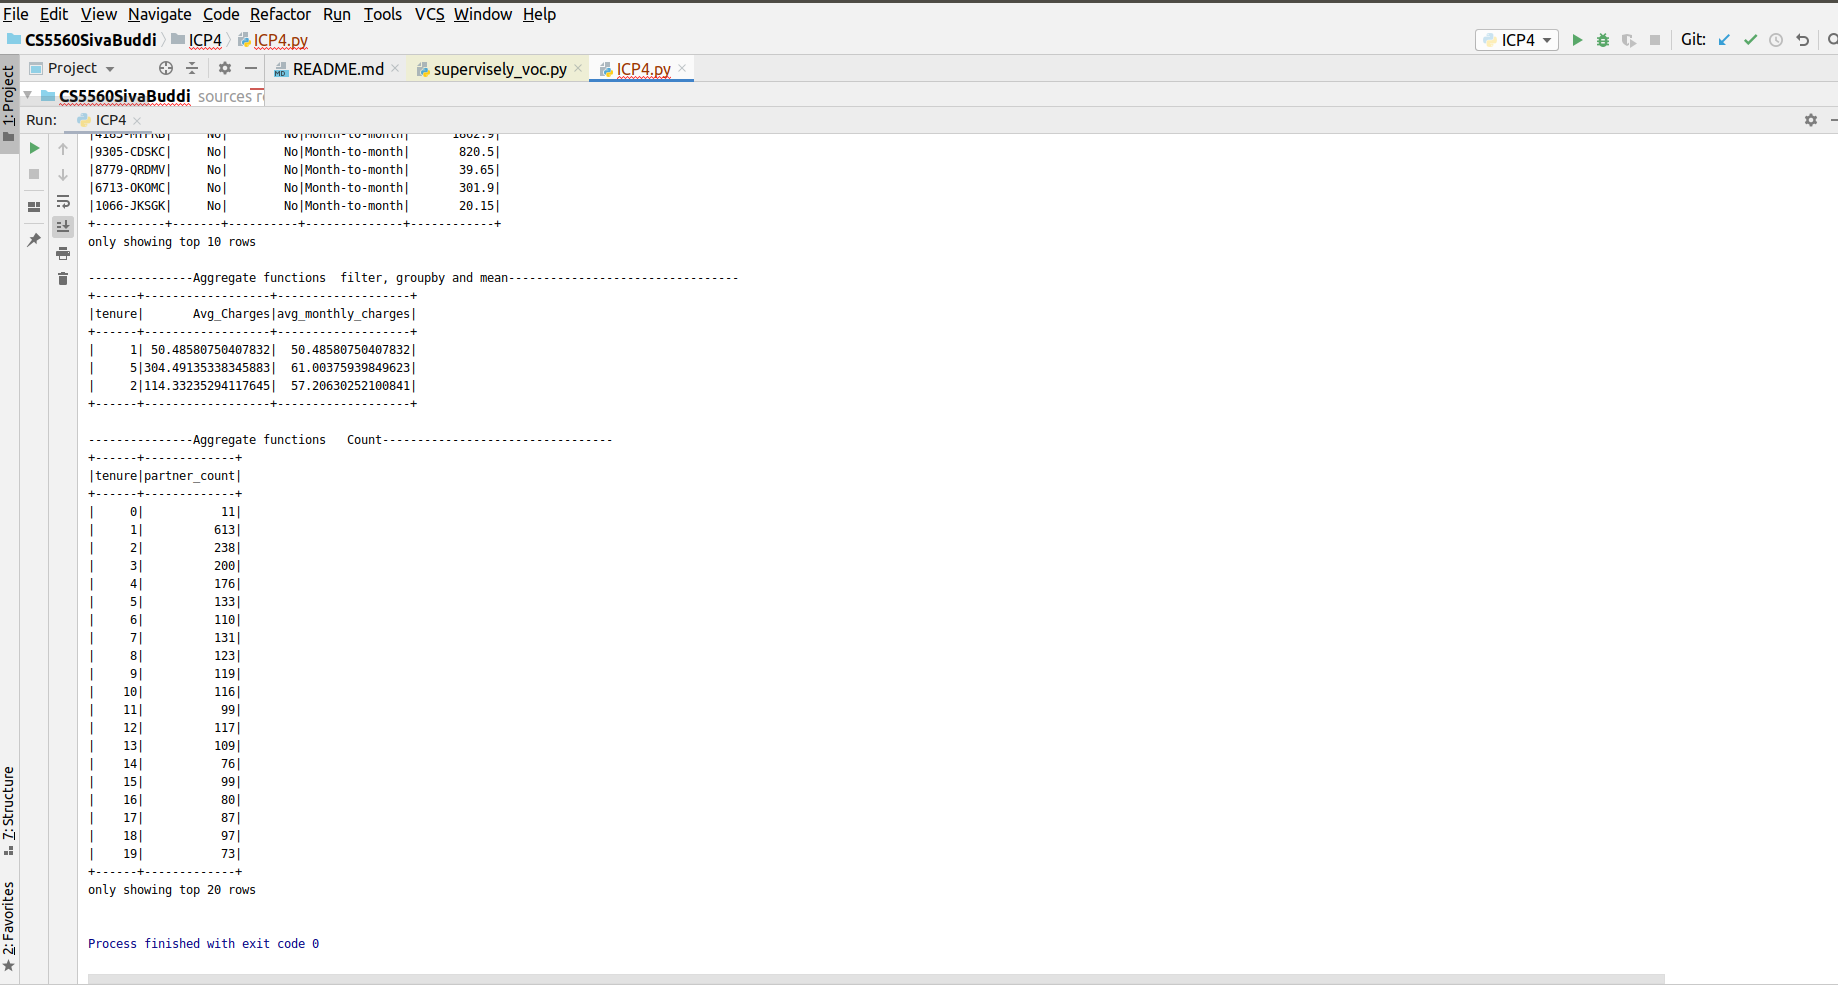 File Edit View Navigate Code Refactor Run Tools VCS Window Help
CS5560SivaBuddi ICP4 ICP4.py ICP4 Git:
Project README.md supervisely_voc.py ICP4.py
1: Project
CS5560SivaBuddi sources
Run: ICP4
No| No|Month-to-month| 1862.9|
|9305-CDSKC| No| No|Month-to-month| 820.5|
|8779-QRDMV| No| No|Month-to-month| 39.65|
|6713-OKOMC| No| No|Month-to-month| 301.9|
|1066-JKSGK| No| No|Month-to-month| 20.15|
+----------+-------+----------+--------------+------------+
only showing top 10 rows
---------------Aggregate functions  filter, groupby and mean---------------------------------
+------+------------------+-------------------+
|tenure|       Avg_Charges|avg_monthly_charges|
+------+------------------+-------------------+
|     1| 50.48580750407832|  50.48580750407832|
|     5|304.49135338345883|  61.00375939849623|
|     2|114.33235294117645|  57.20630252100841|
+------+------------------+-------------------+
---------------Aggregate functions   Count---------------------------------
+------+-------------+
|tenure|partner_count|
+------+-------------+
|     0|           11|
|     1|          613|
|     2|          238|
|     3|          200|
|     4|          176|
|     5|          133|
|     6|          110|
|     7|          131|
|     8|          123|
|     9|          119|
|    10|          116|
|    11|           99|
|    12|          117|
|    13|          109|
|    14|           76|
|    15|           99|
|    16|           80|
|    17|           87|
|    18|           97|
|    19|           73|
+------+-------------+
only showing top 20 rows
Process finished with exit code 0
7: Structure
2: Favorites